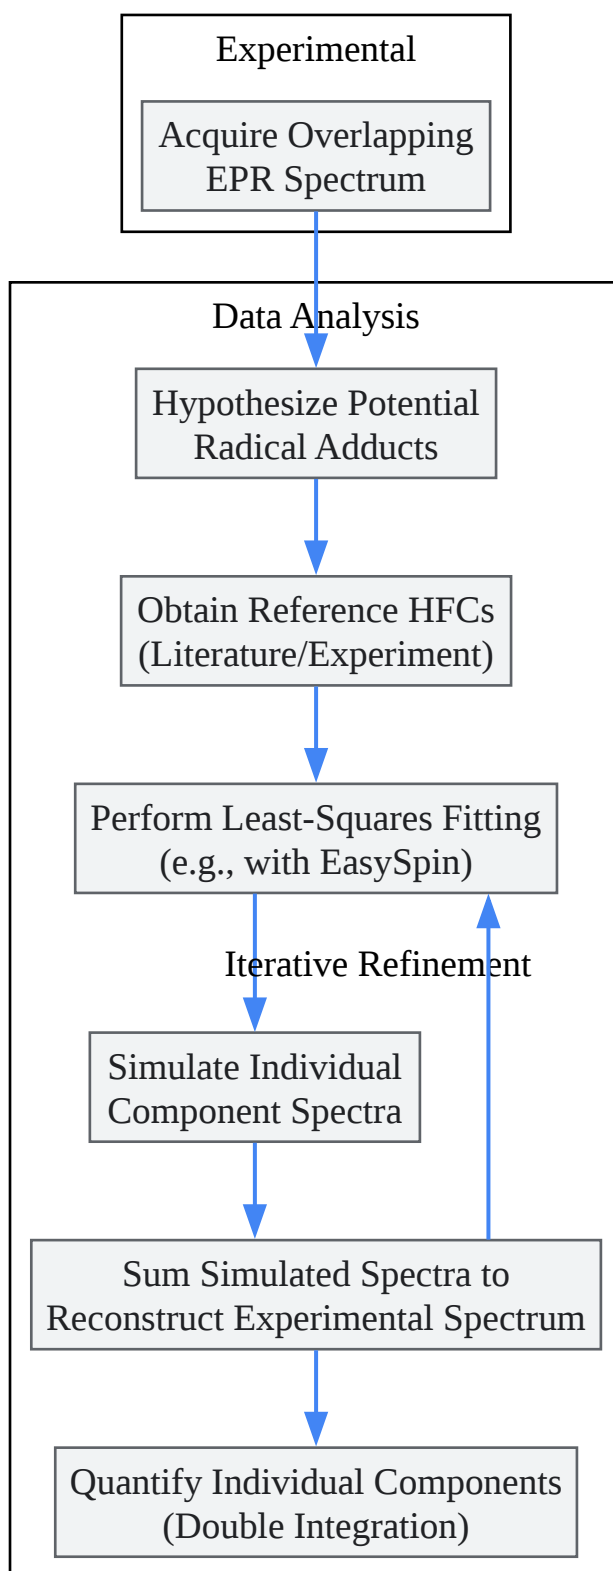 Experimental
Acquire Overlapping
EPR Spectrum
Data Analysis
Hypothesize Potential
Radical Adducts
Obtain Reference HFCs
(Literature/Experiment)
Perform Least-Squares Fitting
(e.g., with EasySpin)
Iterative Refinement
Simulate Individual
Component Spectra
Sum Simulated Spectra to
Reconstruct Experimental Spectrum
Quantify Individual Components
(Double Integration)